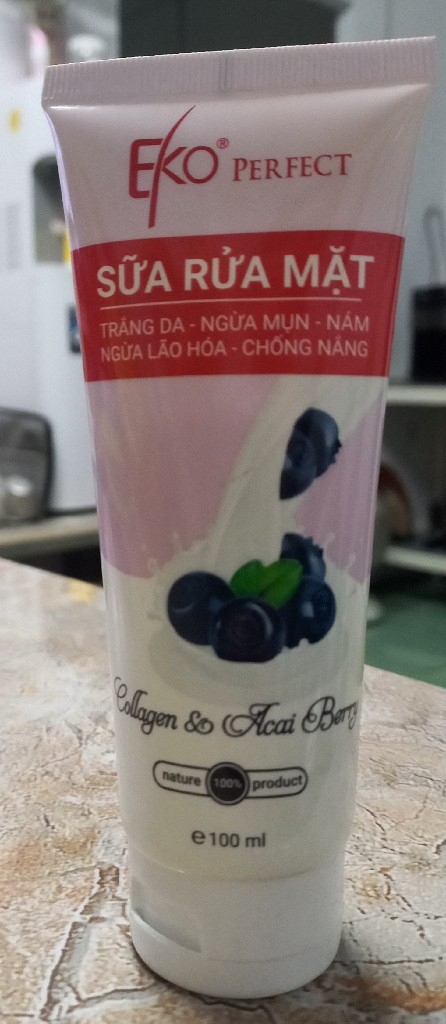 EKO® PERFECT
SỮA RỬA MẶT
TRẮNG DA - NGỪA MỤN - NÁM
NGỪA LÃO HÓA - CHỐNG NẮNG
Collagen & Acai Berry
nature 100% product
℮ 100 ml